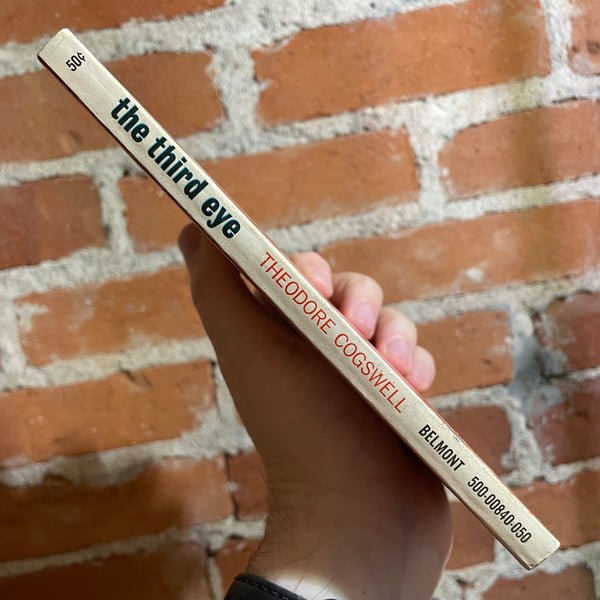 50¢
the third eye
THEODORE COGSWELL
BELMONT 500-00840-050